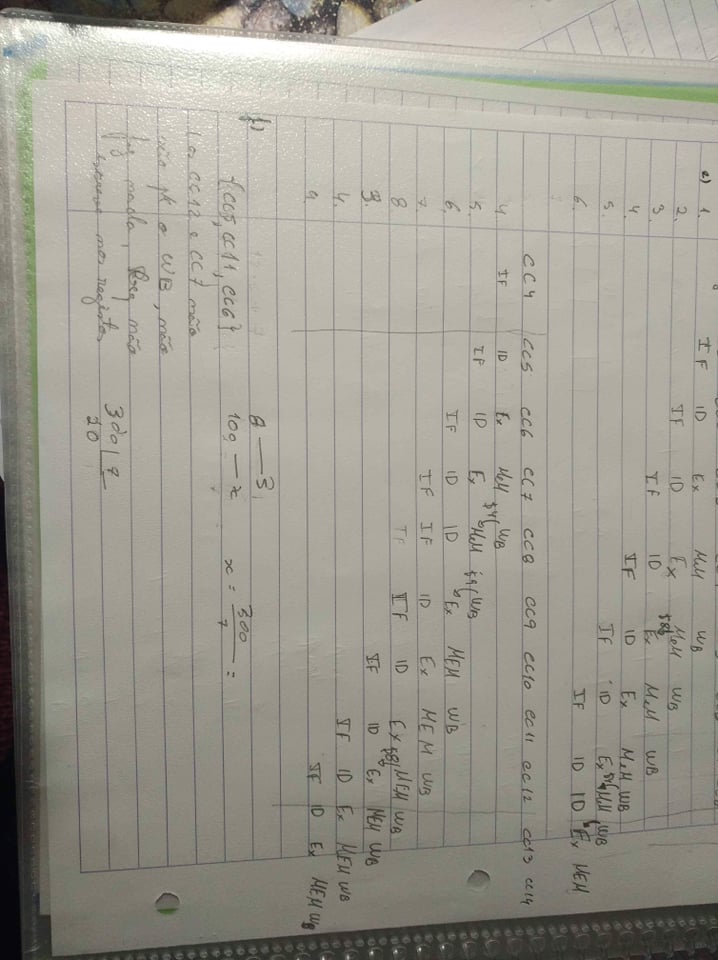 e) 1. IF ID Ex MeM WB
2. IF ID Ex MeM WB
3 IF ID $8 Ex MeM WB
4 IF ID Ex MeM WB
5. IF ID Ex MeM WB
6. IF ID ID Ex MEM
CC4 CC5 CC6 CC7 CC8 CC9 CC10 CC11 CC12 CC13 CC14
4 IF ID Ex MeM $4 WB
5. IF ID Ex MeM $9 WB
6. IF ID ID Ex MEM WB
7. IF IF ID Ex MEM WB
8 IF IF ID Ex $8 MEM WB
3. IF ID Ex MEM WB
4. IF ID Ex MEM WB
9. IF ID Ex MEM WB
f)
8 — 3
{CC5, CC11, CC6} 100 — x x = 300/7 =
os CC12 e CC7 não
são pk o WB, não
faz nada, não
escreve nos registos 300 | 7
20